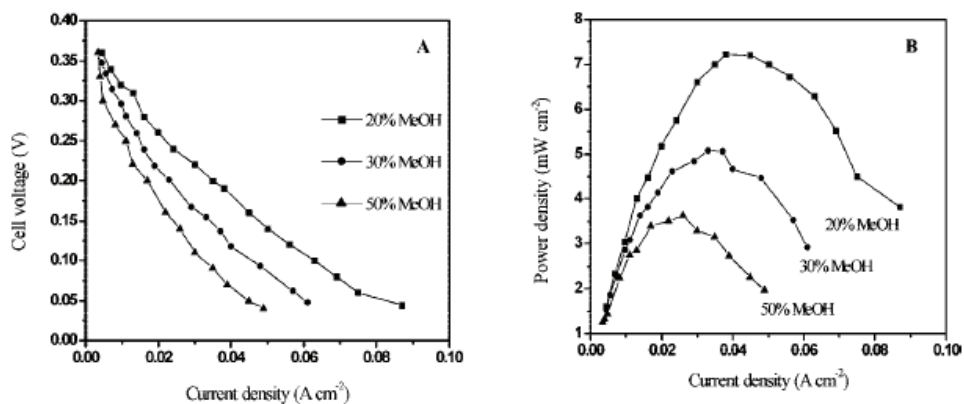 A
0.40
0.35
0.30
0.25
0.20
0.15
0.10
0.05
0.00
Cell voltage (V)
20% MeOH
30% MeOH
50% MeOH
0.00 0.02 0.04 0.06 0.08 0.10
Current density (A cm-2)
B
8
7
6
5
4
3
2
1
Power density (mW cm-2)
20% MeOH
30% MeOH
50% MeOH
0.00 0.02 0.04 0.06 0.08 0.10
Current density (A cm-2)